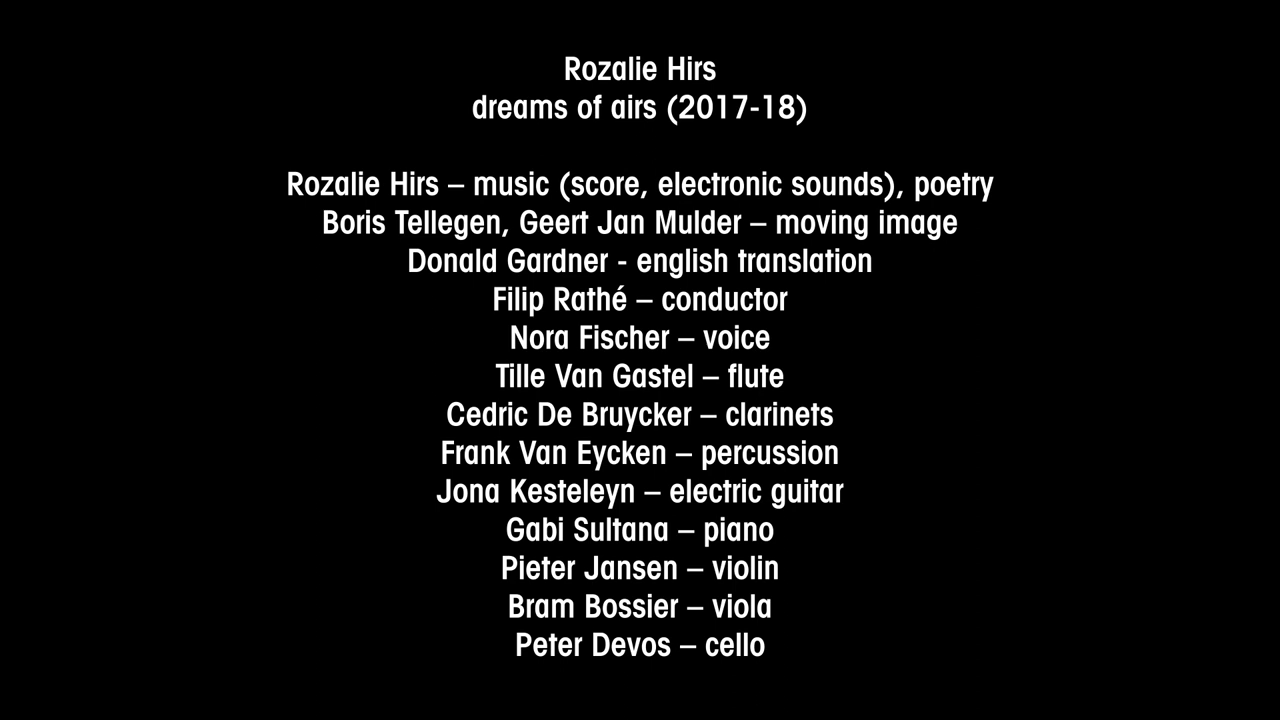 Rozalie Hirs
dreams of airs (2017-18)
Rozalie Hirs – music (score, electronic sounds), poetry
Boris Tellegen, Geert Jan Mulder – moving image
Donald Gardner - english translation
Filip Rathé – conductor
Nora Fischer – voice
Tille Van Gastel – flute
Cedric De Bruycker – clarinets
Frank Van Eycken – percussion
Jona Kesteleyn – electric guitar
Gabi Sultana – piano
Pieter Jansen – violin
Bram Bossier – viola
Peter Devos – cello